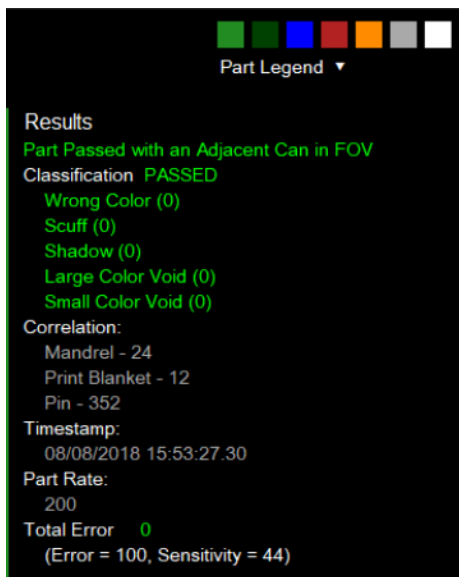 Part Legend ▼
Results
Part Passed with an Adjacent Can in FOV
Classification PASSED
Wrong Color (0)
Scuff (0)
Shadow (0)
Large Color Void (0)
Small Color Void (0)
Correlation:
Mandrel - 24
Print Blanket - 12
Pin - 352
Timestamp:
08/08/2018 15:53:27.30
Part Rate:
200
Total Error 0
(Error = 100, Sensitivity = 44)